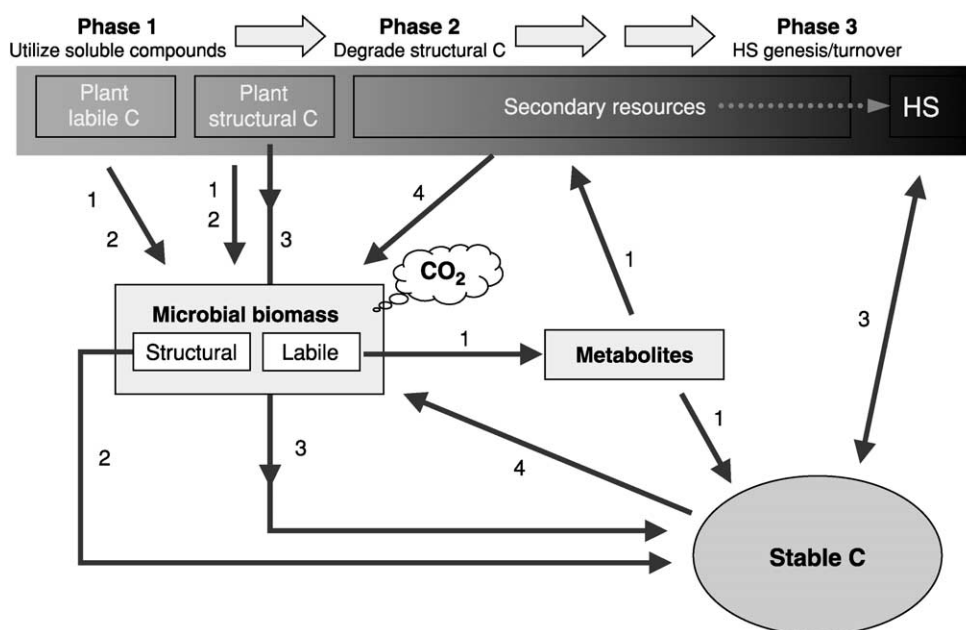 Phase 1
Utilize soluble compounds
Phase 2
Degrade structural C
Phase 3
HS genesis/turnover
Plant
labile C
Plant
structural C
Secondary resources
HS
1
2
1
2
3
4
1
3
CO2
Microbial biomass
Structural
Labile
1
Metabolites
1
2
3
4
Stable C